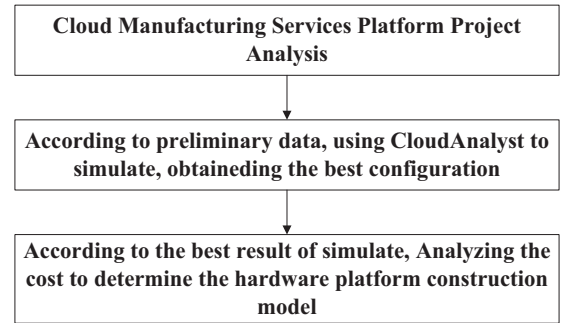 Cloud Manufacturing Services Platform Project
Analysis
According to preliminary data, using CloudAnalyst to
simulate, obtaineding the best configuration
According to the best result of simulate, Analyzing the
cost to determine the hardware platform construction
model